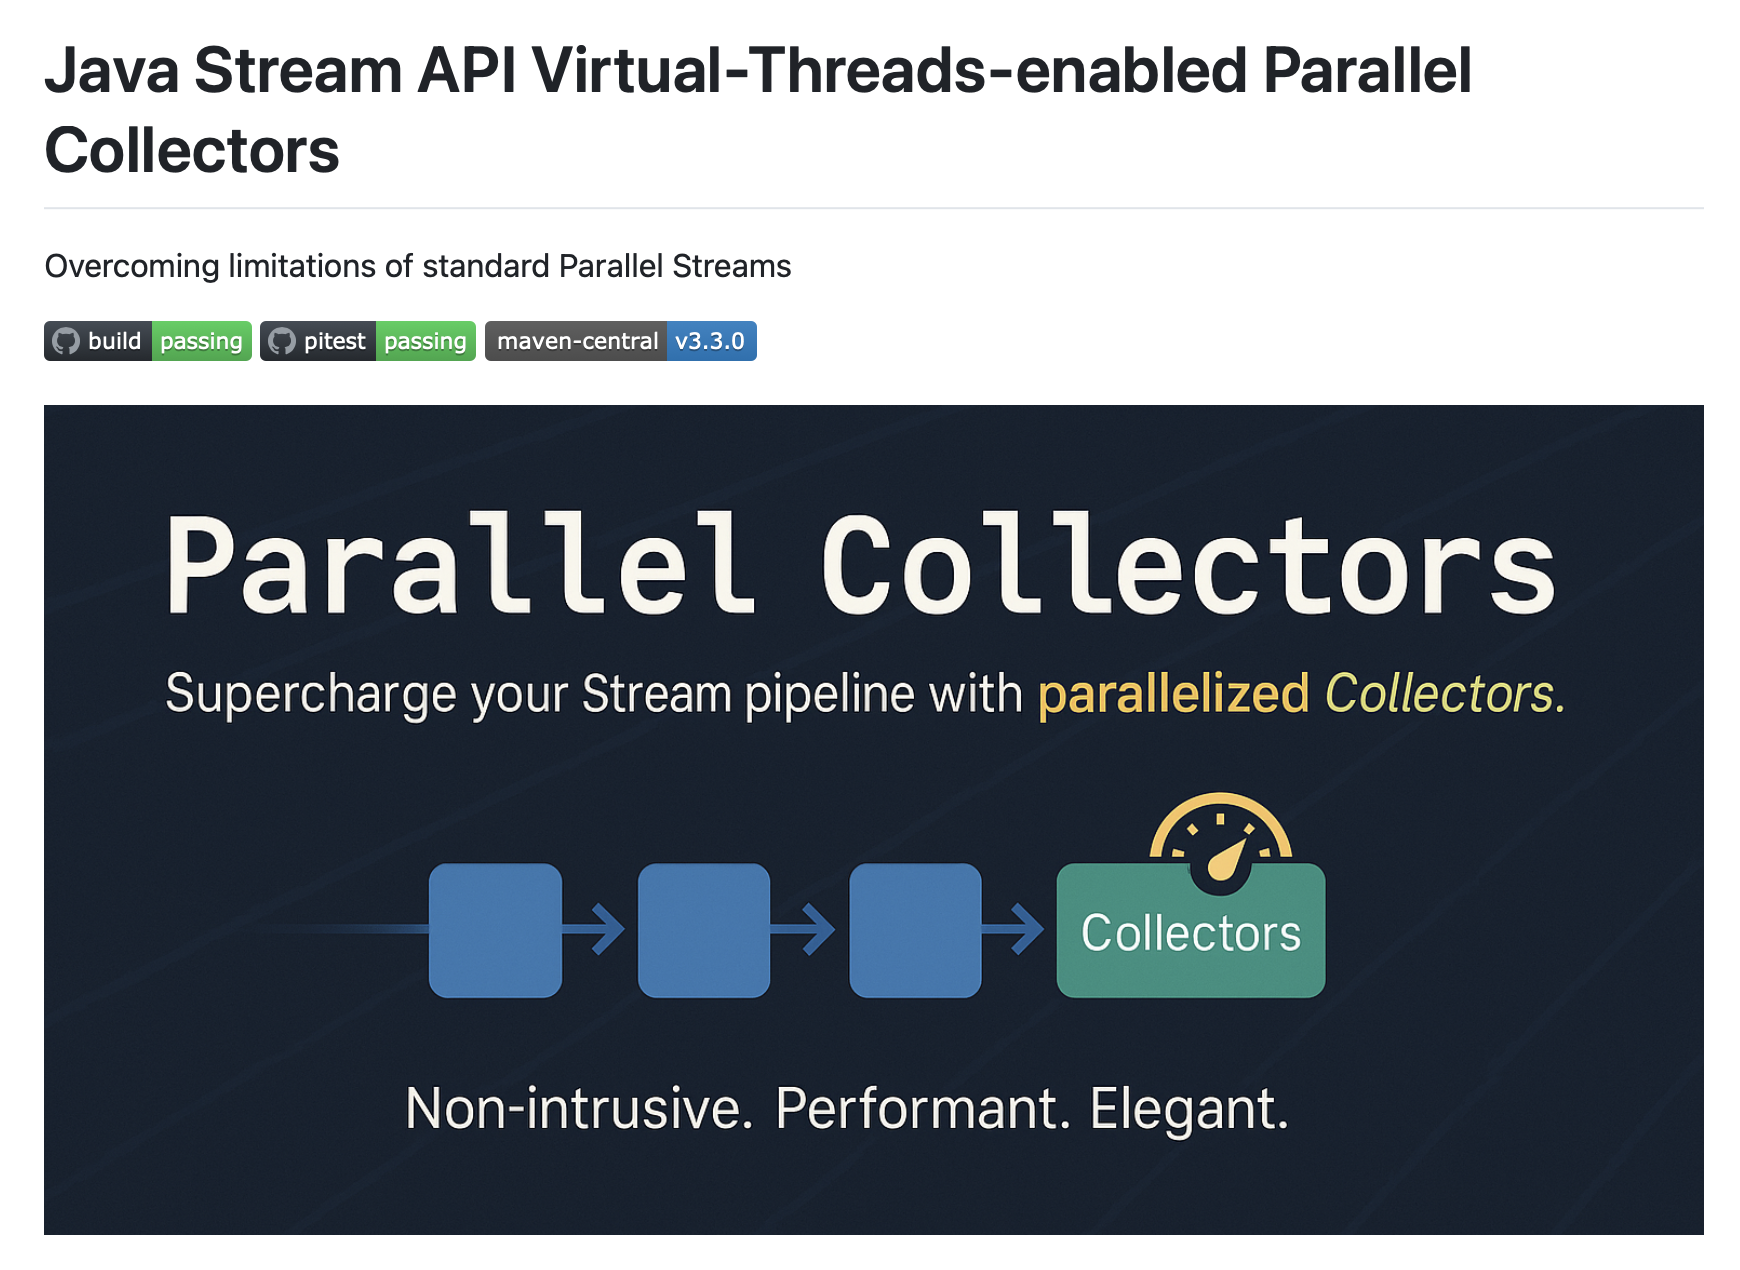 Java Stream API Virtual-Threads-enabled Parallel
Collectors
Overcoming limitations of standard Parallel Streams
build passing pitest passing maven-central v3.3.0
Parallel Collectors
Supercharge your Stream pipeline with parallelized Collectors.
Collectors
Non-intrusive. Performant. Elegant.